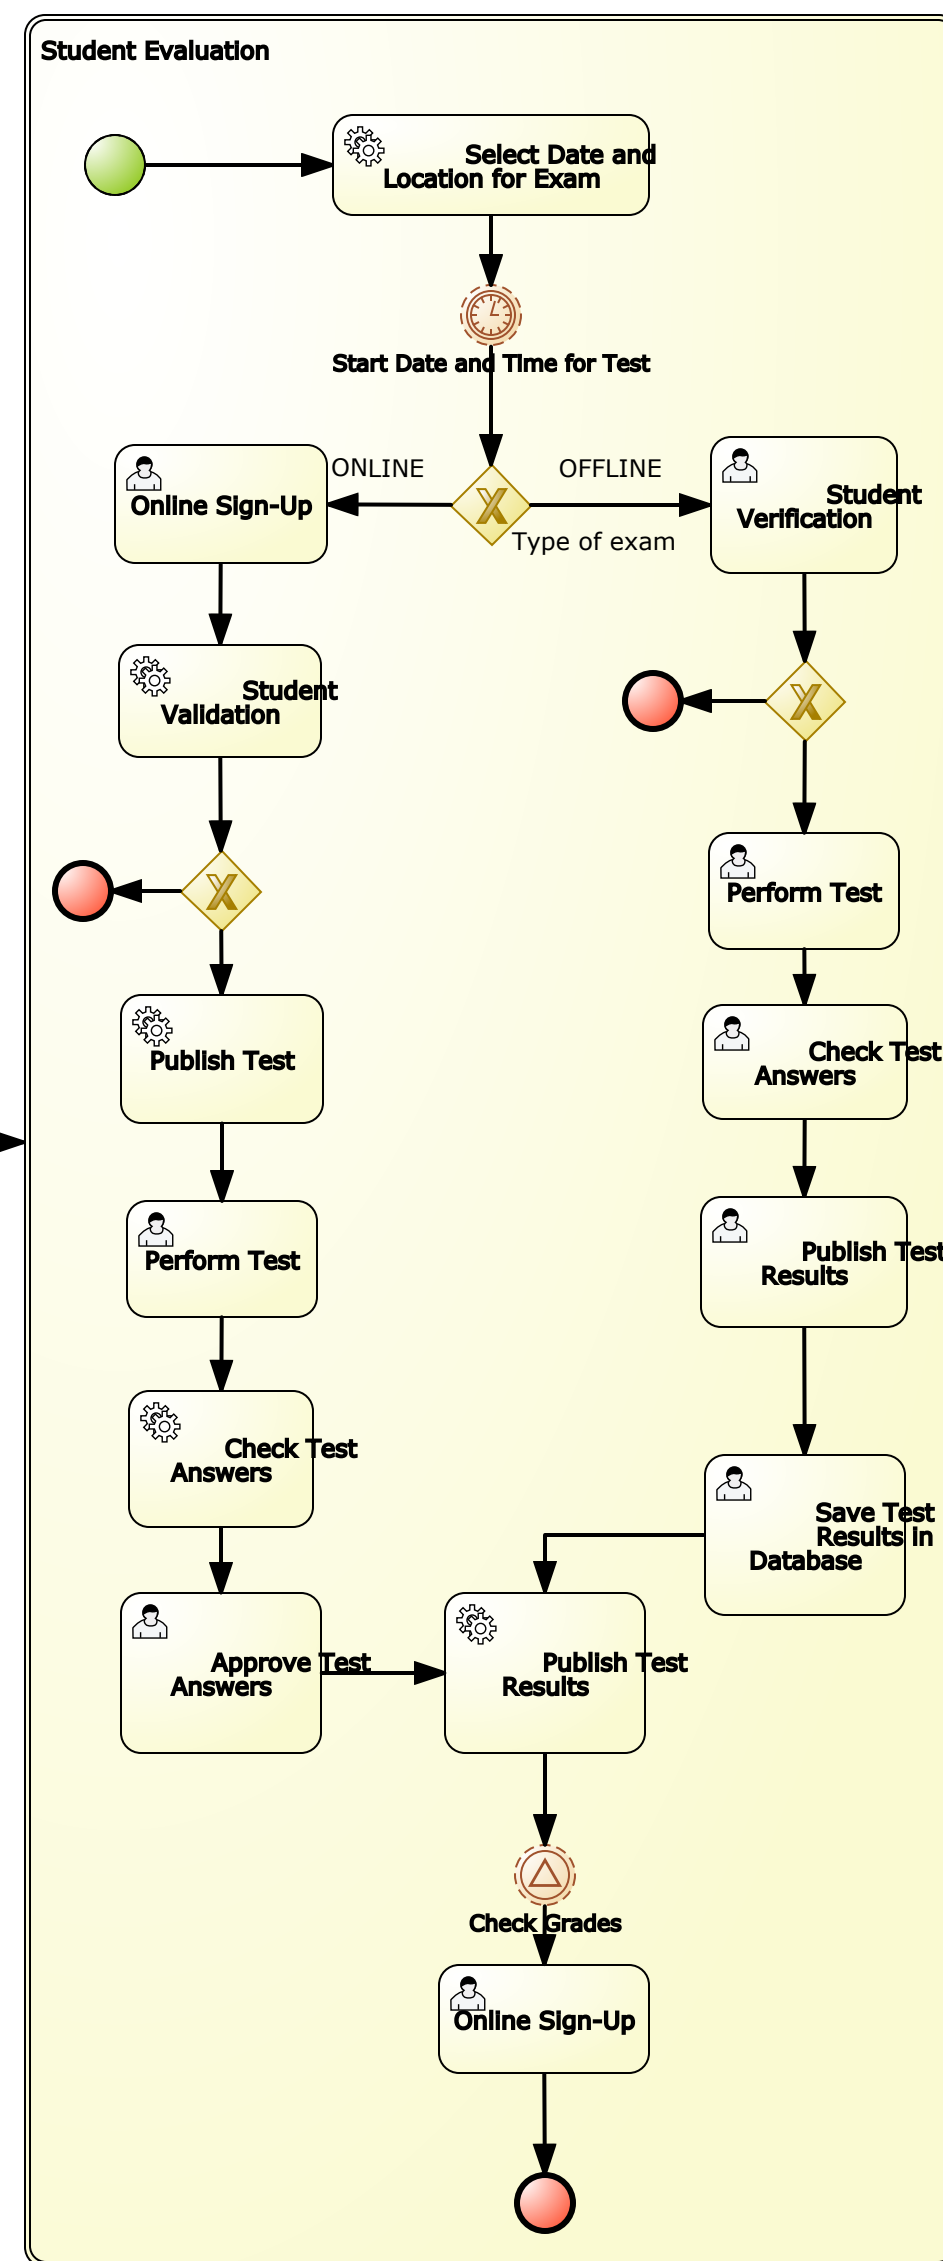 Student Evaluation
Select Date and
Location for Exam
Start Date and Time for Test
ONLINE
OFFLINE
Type of exam
Online Sign-Up
Student
Verification
Student
Validation
Perform Test
Publish Test
Check Test
Answers
Perform Test
Publish Test
Results
Check Test
Answers
Save Test
Results in
Database
Approve Test
Answers
Publish Test
Results
Check Grades
Online Sign-Up